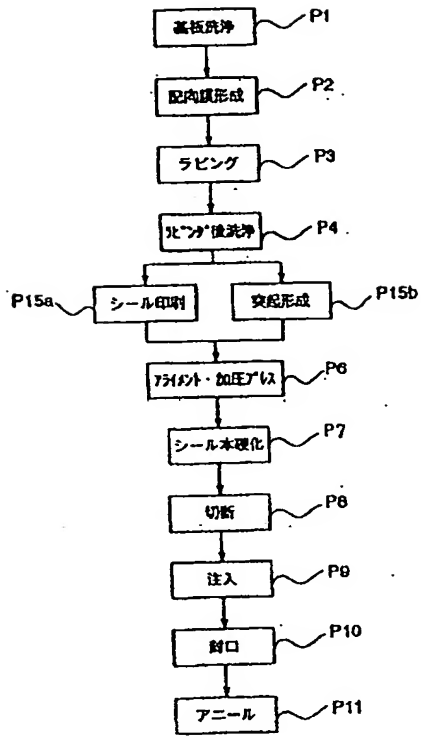 基板洗浄 P1
配向膜形成 P2
ラビング P3
ラビング後洗浄 P4
P15a シール印刷 突起形成 P15b
アライメント・加圧プレス P6
シール本硬化 P7
切断 P8
注入 P9
封口 P10
アニール P11